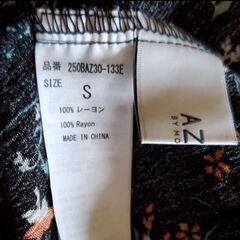 品番 250BAZ30-133E
SIZE
S
100% レーヨン
100% Rayon
MADE IN CHINA
AZ
BY MO